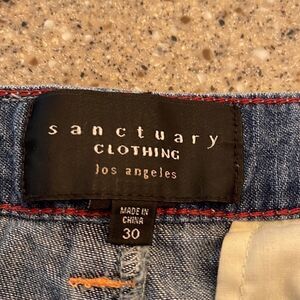 sanctuary
CLOTHING
los angeles
MADE IN
CHINA
30